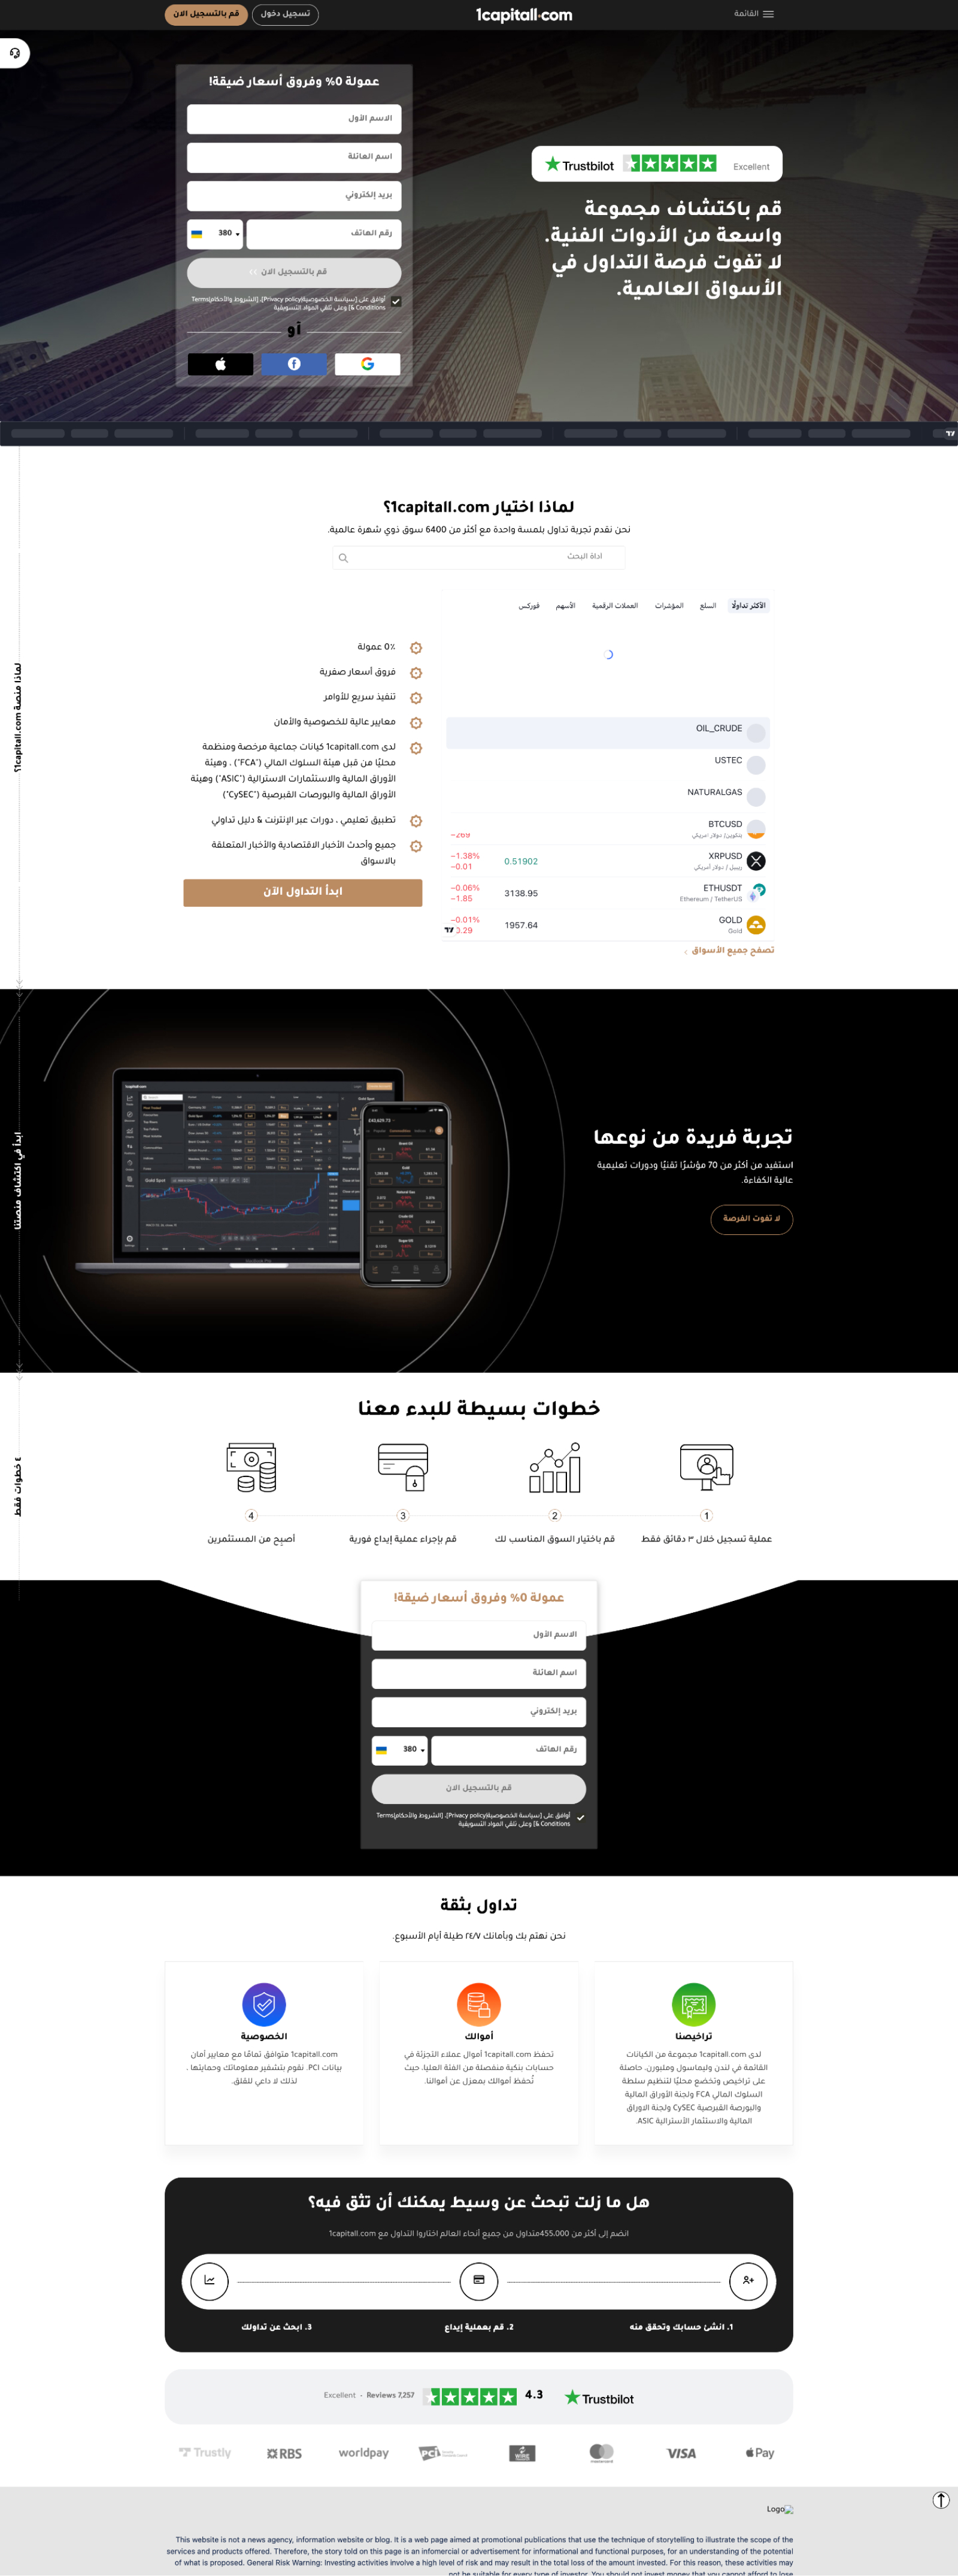 القائمة
1capitall.com
تسجيل دخول
قم بالتسجيل الان
Trustbilot
Excellent
قم باكتشاف مجموعة
واسعة من الأدوات الفنية.
لا تفوت فرصة التداول في
الأسواق العالمية.
عمولة 0% وفروق أسعار ضيقة!
الاسم الأول
اسم العائلة
بريد إلكتروني
رقم الهاتف
380
قم بالتسجيل الان
أوافق على [سياسة الخصوصية|Privacy policy]، [الشروط والأحكام|Terms
& Conditions] وعلى تلقي المواد التسويقية
أو
لماذا اختيار 1capitall.com؟
نحن نقدم تجربة تداول بلمسة واحدة مع أكثر من 6400 سوق ذوي شهرة عالمية.
اداة البحث
الأكثر تداولًا
السلع
المؤشرات
العملات الرقمية
الأسهم
فوركس
OIL_CRUDE
USTEC
NATURALGAS
BTCUSD
بتكوين/ دولار أمريكي
−269
XRPUSD
ريبيل / دولار أمريكي
0.51902
−1.38%
−0.01
ETHUSDT
Ethereum / TetherUS
3138.95
−0.06%
−1.85
GOLD
Gold
1957.64
−0.01%
0.29
تصفح جميع الأسواق
٪0 عمولة
فروق أسعار صفرية
تنفيذ سريع للأوامر
معايير عالية للخصوصية والأمان
لدى 1capitall.com كيانات جماعية مرخصة ومنظمة
محليًا من قبل هيئة السلوك المالي ("FCA") ، وهيئة
الأوراق المالية والاستثمارات الاسترالية ("ASIC") وهيئة
الأوراق المالية والبورصات القبرصية ("CySEC")
تطبيق تعليمي ، دورات عبر الإنترنت & دليل تداولي
جميع وأحدث الأخبار الاقتصادية والأخبار المتعلقة
بالاسواق
ابدأ التداول الآن
لماذا منصة 1capitall.com؟
تجربة فريدة من نوعها
استفيد من أكثر من 70 مؤشرًا تقنيًا ودورات تعليمية
عالية الكفاءة.
لا تفوت الفرصة
ابدأ في اكتشاف منصتنا
خطوات بسيطة للبدء معنا
1
2
3
4
عملية تسجيل خلال ٣ دقائق فقط
قم باختيار السوق المناسب لك
قم بإجراء عملية إيداع فورية
أصبح من المستثمرين
٤ خطوات فقط
عمولة 0% وفروق أسعار ضيقة!
الاسم الأول
اسم العائلة
بريد إلكتروني
رقم الهاتف
380
قم بالتسجيل الان
أوافق على [سياسة الخصوصية|Privacy policy]، [الشروط والأحكام|Terms
& Conditions] وعلى تلقي المواد التسويقية
تداول بثقة
نحن نهتم بك وبأمانك ٢٤/٧ طيلة أيام الأسبوع.
تراخيصنا
لدى 1capitall.com مجموعة من الكيانات
القائمة في لندن وليماسول وملبورن. حاصلة
على تراخيص وتخضع محليًا لتنظيم سلطة
السلوك المالي FCA ولجنة الأوراق المالية
والبورصة القبرصية CySEC ولجنة الاوراق
المالية والاستثمار الأسترالية ASIC.
أموالك
تحفظ 1capitall.com أموال عملاء التجزئة في
حسابات بنكية منفصلة من الفئة العليا، حيث
تُحفظ أموالك بمعزل عن أموالنا.
الخصوصية
1capitall.com متوافق تمامًا مع معايير أمان
بيانات PCI. نقوم بتشفير معلوماتك وحمايتها ،
لذلك لا داعي للقلق.
هل ما زلت تبحث عن وسيط يمكنك أن تثق فيه؟
انضم إلى أكثر من 455،000متداول من جميع أنحاء العالم اختاروا التداول مع 1capitall.com
1. انشئ حسابك وتحقق منه
2. قم بعملية إيداع
3. ابحث عن تداولك
Trustbilot
4.3
Reviews 7,257
Excellent
Pay
VISA
mastercard
WIRE
PCI
worldpay
RBS
Trustly
Logo
This website is not a news agency, information website or blog. It is a web page aimed at promotional publications that use the technique of storytelling to illustrate the scope of the
services and products offered. Therefore, the story told on this page is an infomercial or advertisement for informational and functional purposes, for an understanding of the potential
of what is proposed. General Risk Warning: Investing activities involve a high level of risk and may result in the total loss of the amount invested. For this reason, these activities may
not be suitable for every type of investor. You should not invest money that you cannot afford to lose